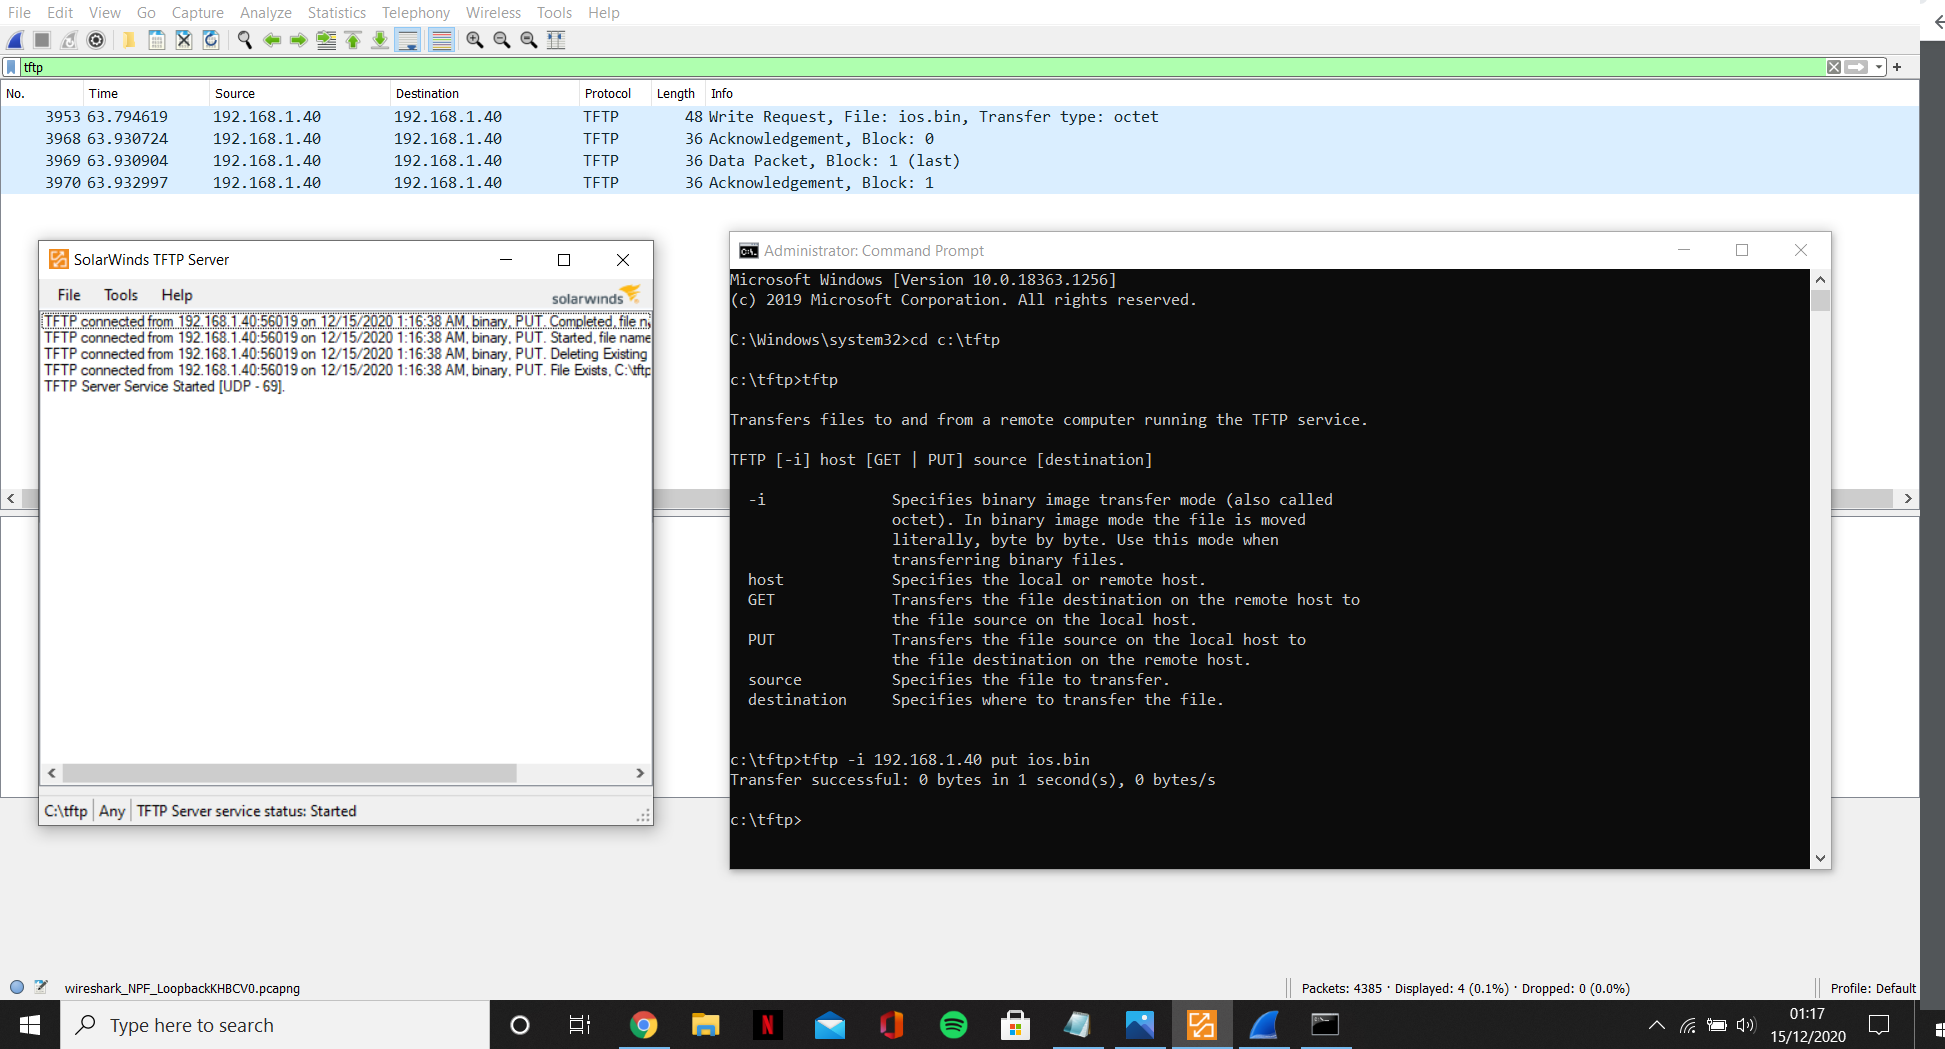 File Edit View Go Capture Analyze Statistics Telephony Wireless Tools Help
tftp
No. Time Source Destination Protocol Length Info
3953 63.794619 192.168.1.40 192.168.1.40 TFTP 48 Write Request, File: ios.bin, Transfer type: octet
3968 63.930724 192.168.1.40 192.168.1.40 TFTP 36 Acknowledgement, Block: 0
3969 63.930904 192.168.1.40 192.168.1.40 TFTP 36 Data Packet, Block: 1 (last)
3970 63.932997 192.168.1.40 192.168.1.40 TFTP 36 Acknowledgement, Block: 1
SolarWinds TFTP Server
File Tools Help
solarwinds
TFTP connected from 192.168.1.40:56019 on 12/15/2020 1:16:38 AM, binary, PUT. Completed, file
TFTP connected from 192.168.1.40:56019 on 12/15/2020 1:16:38 AM, binary, PUT. Started, file name
TFTP connected from 192.168.1.40:56019 on 12/15/2020 1:16:38 AM, binary, PUT. Deleting Existing
TFTP connected from 192.168.1.40:56019 on 12/15/2020 1:16:38 AM, binary, PUT. File Exists, C:\tftp
TFTP Server Service Started [UDP - 69].
C:\tftp Any TFTP Server service status: Started
Administrator: Command Prompt
Microsoft Windows [Version 10.0.18363.1256]
(c) 2019 Microsoft Corporation. All rights reserved.
C:\Windows\system32>cd c:\tftp
c:\tftp>tftp
Transfers files to and from a remote computer running the TFTP service.
TFTP [-i] host [GET | PUT] source [destination]
-i Specifies binary image transfer mode (also called
octet). In binary image mode the file is moved
literally, byte by byte. Use this mode when
transferring binary files.
host Specifies the local or remote host.
GET Transfers the file destination on the remote host to
the file source on the local host.
PUT Transfers the file source on the local host to
the file destination on the remote host.
source Specifies the file to transfer.
destination Specifies where to transfer the file.
c:\tftp>tftp -i 192.168.1.40 put ios.bin
Transfer successful: 0 bytes in 1 second(s), 0 bytes/s
c:\tftp>
wireshark_NPF_LoopbackKHBCV0.pcapng
Packets: 4385 · Displayed: 4 (0.1%) · Dropped: 0 (0.0%)
Profile: Default
Type here to search
01:17
15/12/2020